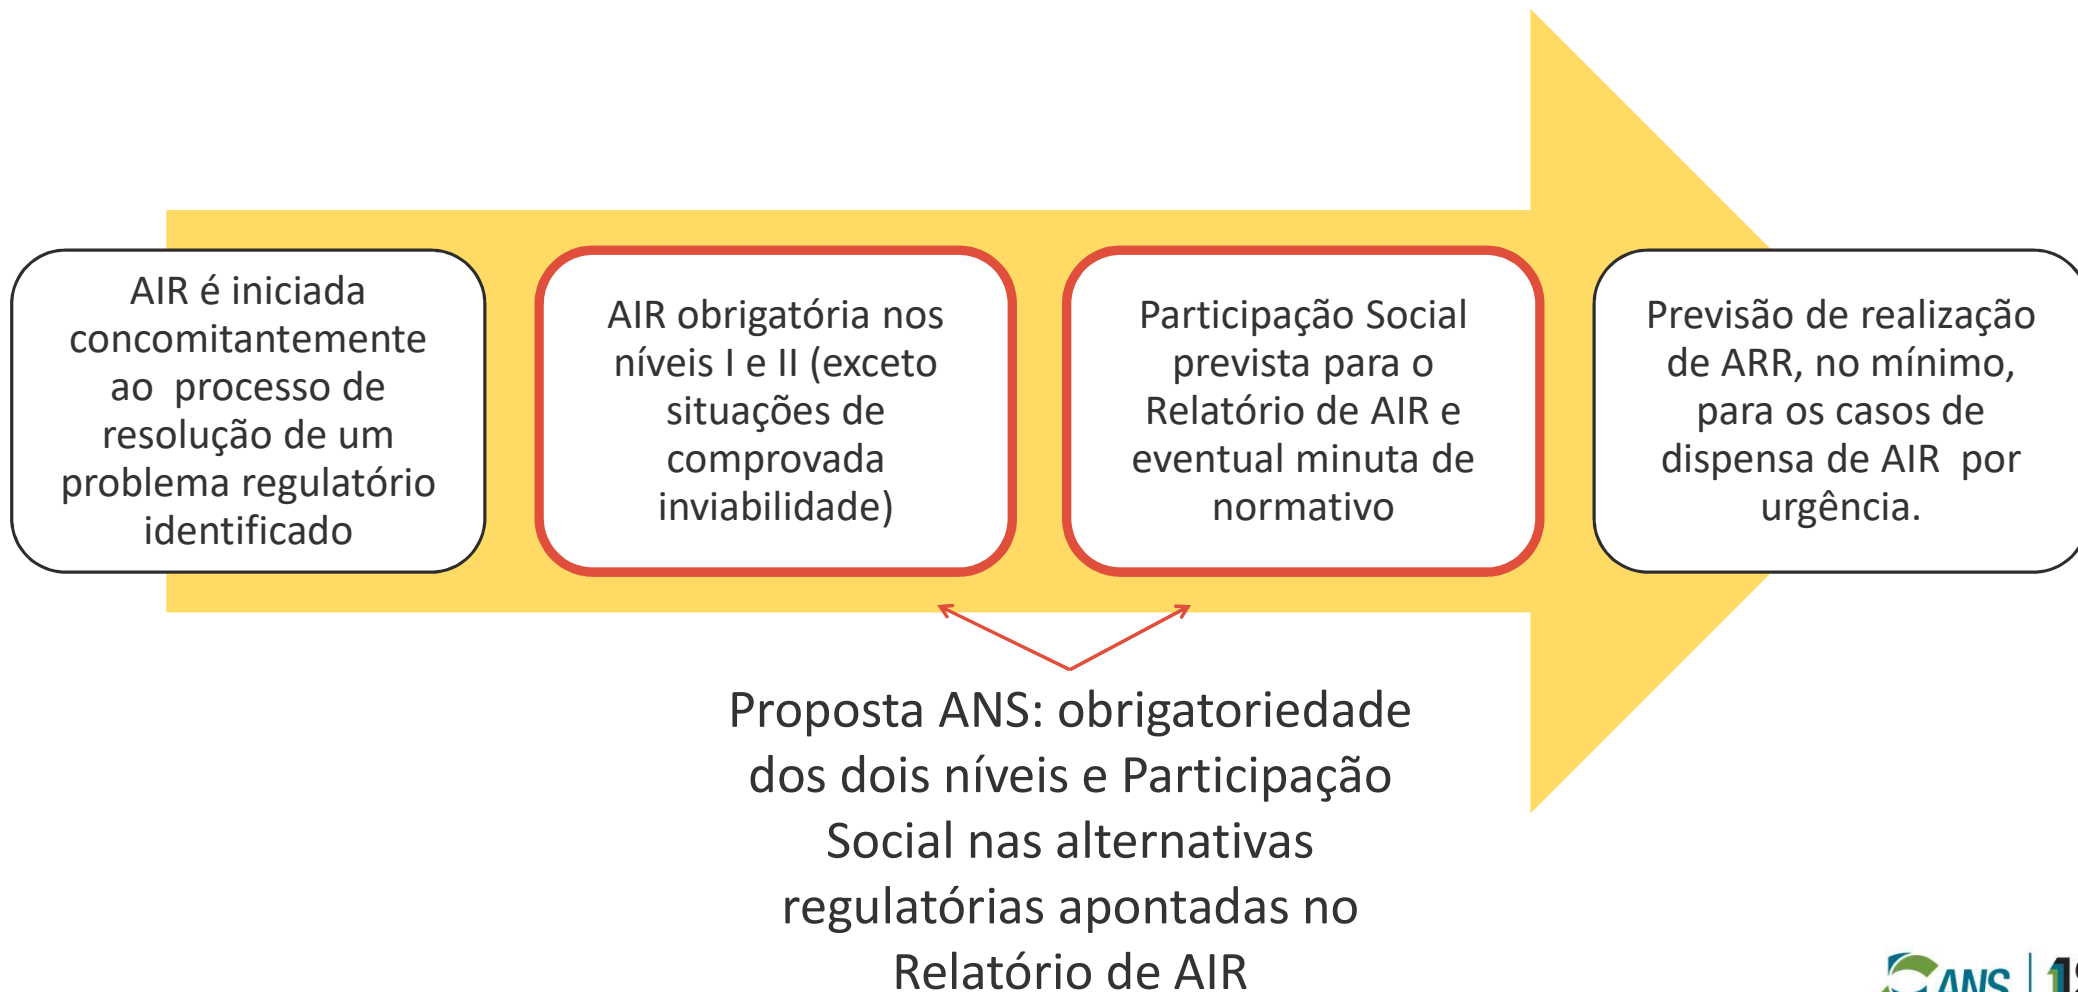 AIR é iniciada
concomitantemente
ao processo de
resolução de um
problema regulatório
identificado
AIR obrigatória nos
níveis I e II (exceto
situações de
comprovada
inviabilidade)
Participação Social
prevista para o
Relatório de AIR e
eventual minuta de
normativo
Previsão de realização
de ARR, no mínimo,
para os casos de
dispensa de AIR por
urgência.
Proposta ANS: obrigatoriedade
dos dois níveis e Participação
Social nas alternativas
regulatórias apontadas no
Relatório de AIR
ANS